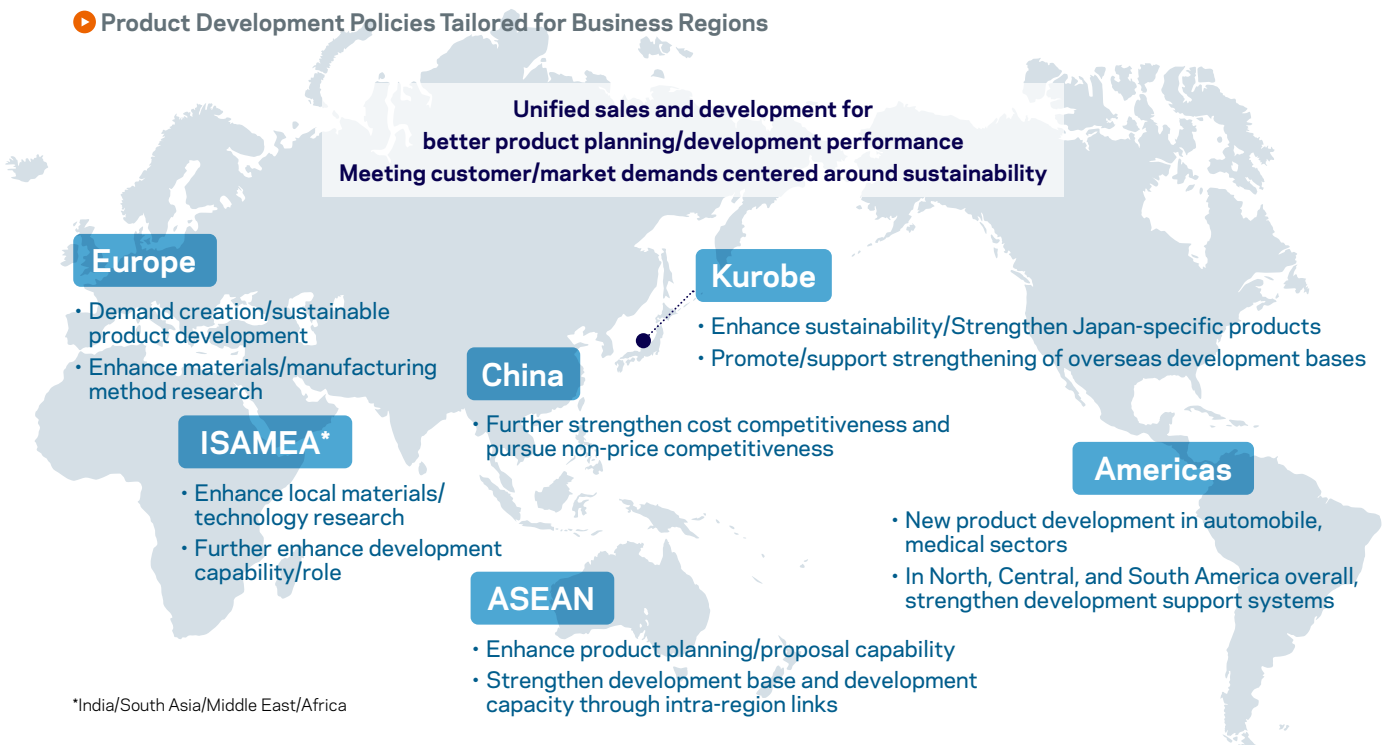 Product Development Policies Tailored for Business Regions
Unified sales and development for
better product planning/development performance
Meeting customer/market demands centered around sustainability
Europe
・Demand creation/sustainable
product development
・Enhance materials/manufacturing
method research
Kurobe
・Enhance sustainability/Strengthen Japan-specific products
・Promote/support strengthening of overseas development bases
China
・Further strengthen cost competitiveness and
pursue non-price competitiveness
ISAMEA*
・Enhance local materials/
technology research
・Further enhance development
capability/role
Americas
・New product development in automobile,
medical sectors
・In North, Central, and South America overall,
strengthen development support systems
ASEAN
・Enhance product planning/proposal capability
・Strengthen development base and development
capacity through intra-region links
*India/South Asia/Middle East/Africa